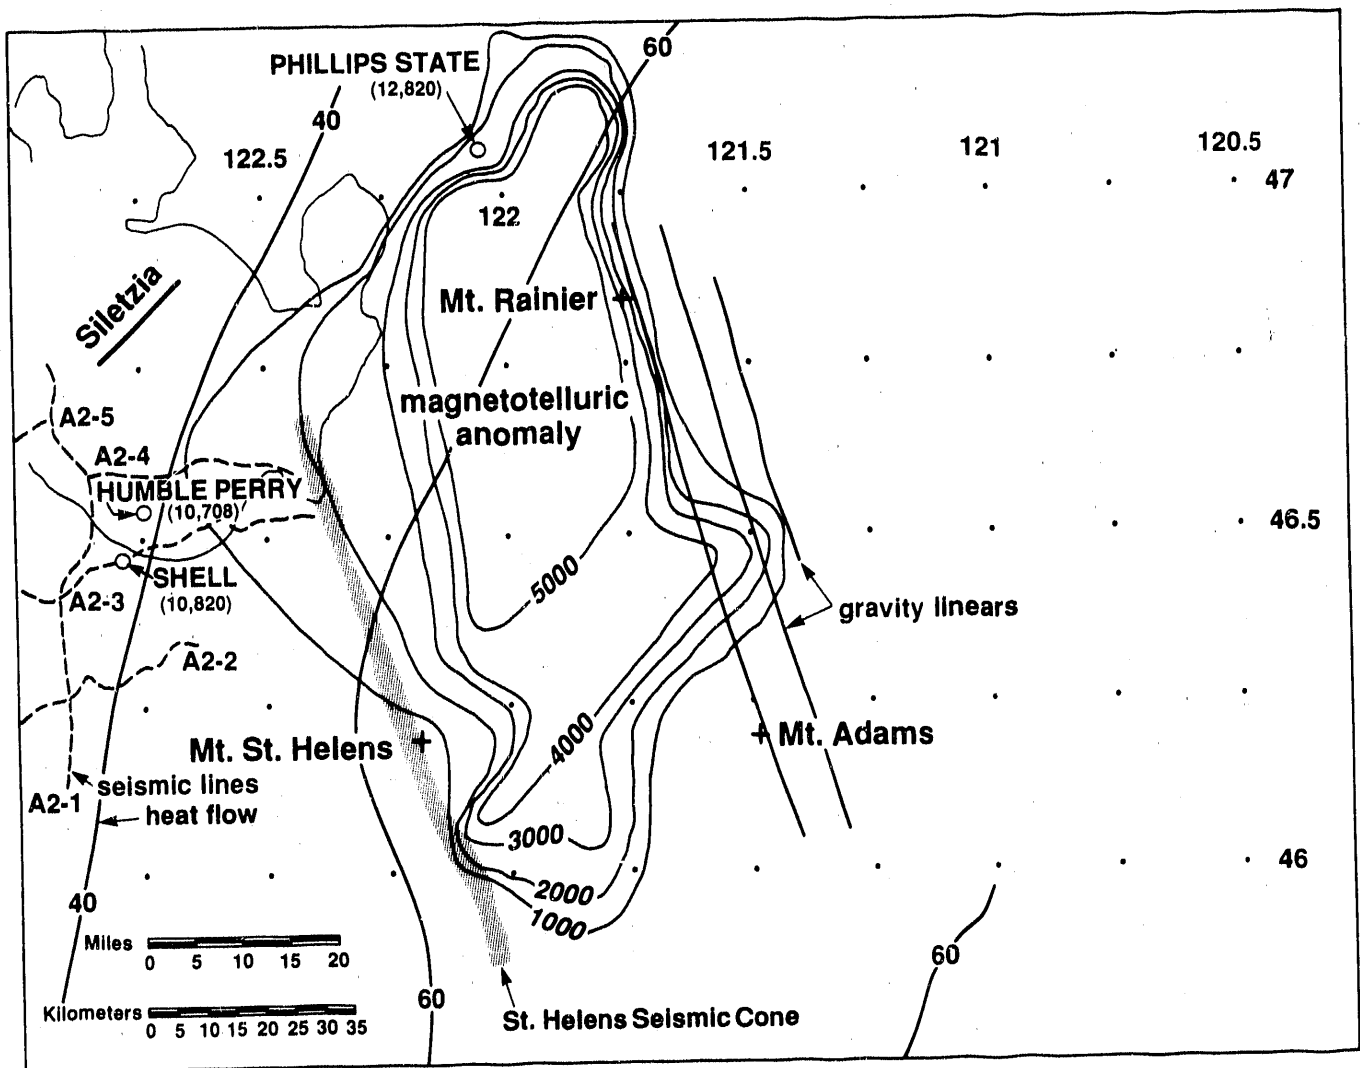 60
PHILLIPS STATE
(12,820)
40
122.5
121.5
121
120.5
47
122
Siletzia
Mt. Rainier
magnetotelluric
anomaly
A2-5
A2-4
HUMBLE PERRY
(10,708)
46.5
SHELL
(10,820)
A2-3
5000
gravity linears
A2-2
4000
Mt. St. Helens
Mt. Adams
seismic lines
A2-1
heat flow
3000
46
2000
1000
40
Miles
0 5 10 15 20
60
60
Kilometers
0 5 10 15 20 25 30 35
St. Helens Seismic Cone